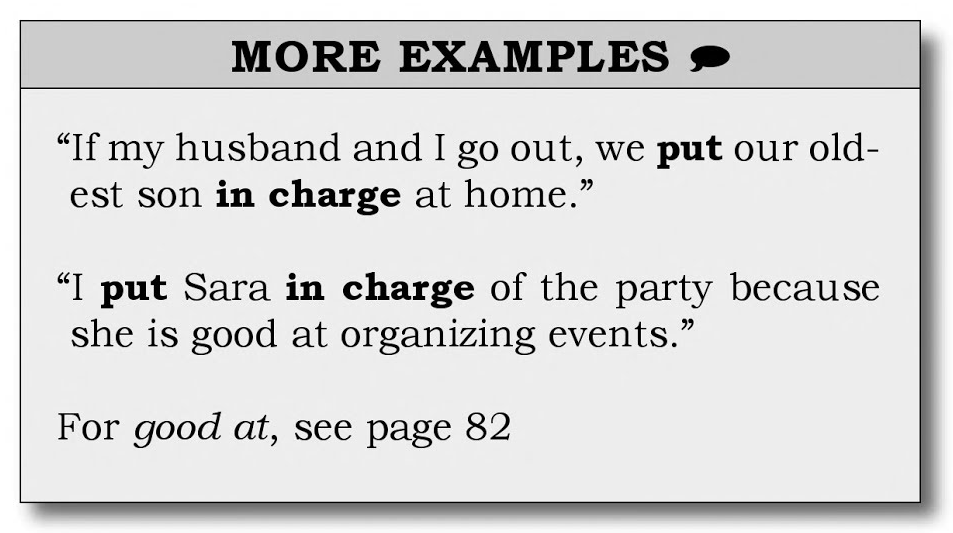 MORE EXAMPLES
“If my husband and I go out, we put our old-
est son in charge at home.”
“I put Sara in charge of the party because
she is good at organizing events.”
For good at, see page 82